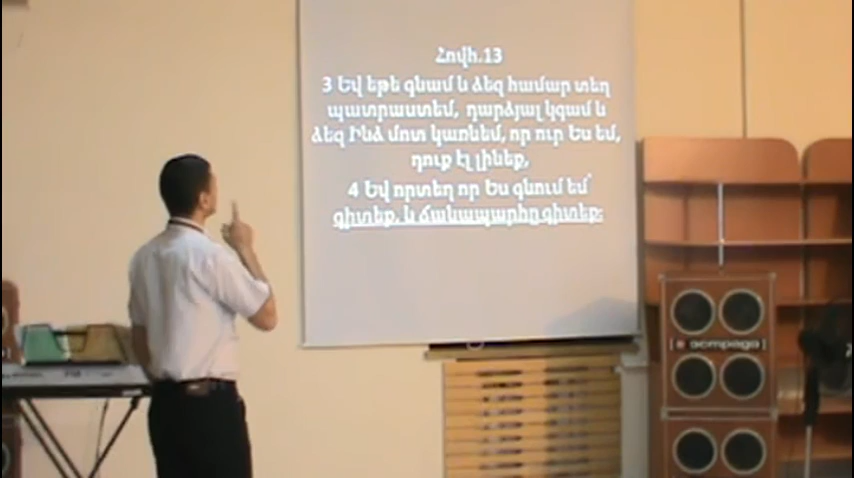 Հովհ.13
3 Եվ եթե գնամ և ձեզ համար տեղ
պատրաստեմ, դարձյալ կգամ և
ձեզ Ինձ մոտ կառնեմ, որ ուր Ես եմ,
դուք էլ լինեք,
4 Եվ որտեղ որ Ես գնում եմ՝
գիտեք, և ճանապարհը գիտեք:
астрада